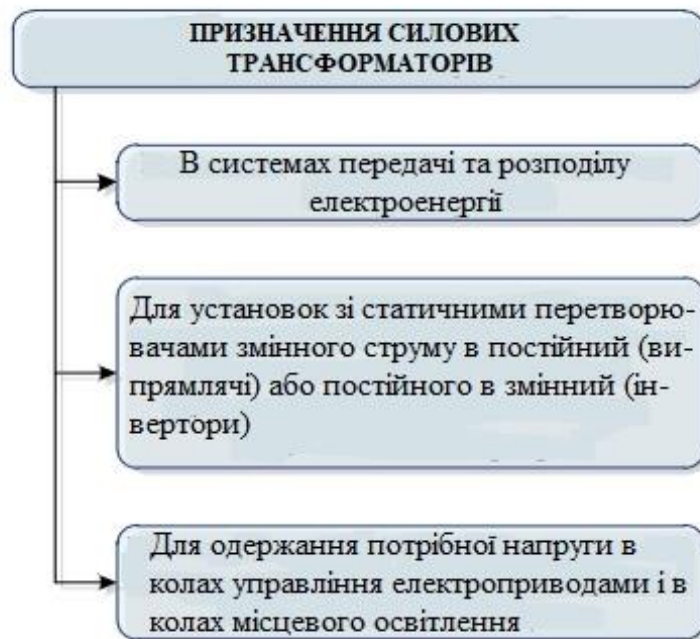 ПРИЗНАЧЕННЯ СИЛОВИХ
ТРАНСФОРМАТОРІВ
В системах передачі та розподілу
електроенергії
Для установок зі статичними перетворю-
вачами змінного струму в постійний (ви-
прямлячі) або постійного в змінний (ін-
вертори)
Для одержання потрібної напруги в
колах управління електроприводами і в
колах місцевого освітлення